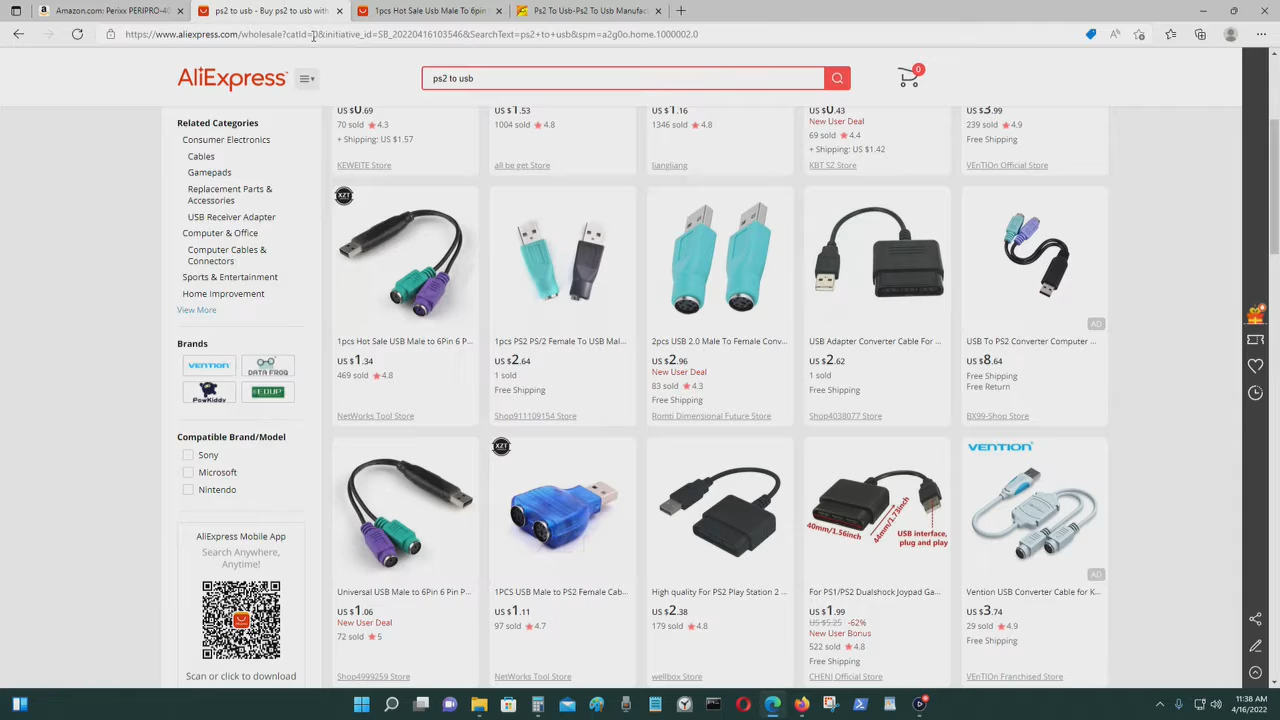 Amazon.com: Perixx PERIPRO-40
ps2 to usb - Buy ps2 to usb with
1pcs Hot Sale Usb Male To 6Pin
Ps2 To Usb-Ps2 To Usb Manufac
https://www.aliexpress.com/wholesale?catId=0&initiative_id=SB_20220416103546&SearchText=ps2+to+usb&spm=a2g0o.home.1000002.0
AliExpress
ps2 to usb
0
Related Categories
Consumer Electronics
Cables
Gamepads
Replacement Parts &
Accessories
USB Receiver Adapter
Computer & Office
Computer Cables &
Connectors
Sports & Entertainment
Home Improvement
View More
Brands
VENTION
DATA FROG
PowKiddy
EDUP
Compatible Brand/Model
Sony
Microsoft
Nintendo
AliExpress Mobile App
Search Anywhere,
Anytime!
Scan or click to download
US $0.69
70 sold 4.3
+ Shipping: US $1.57
KEWEITE Store
US $1.53
1004 sold 4.8
all be get Store
US $1.16
1346 sold 4.8
liangliang
US $0.43
New User Deal
69 sold 4.4
+ Shipping: US $1.42
KBT SZ Store
US $3.99
239 sold 4.9
Free Shipping
VEnTIOn Official Store
XZT
1pcs Hot Sale USB Male to 6Pin 6 P...
US $1.34
469 sold 4.8
NetWorks Tool Store
1pcs PS2 PS/2 Female To USB Mal...
US $2.64
1 sold
Free Shipping
Shop911109154 Store
2pcs USB 2.0 Male To Female Conv...
US $2.96
New User Deal
83 sold 4.3
Free Shipping
Romti Dimensional Future Store
USB Adapter Converter Cable For ...
US $2.62
1 sold
Free Shipping
Shop4038077 Store
AD
USB To PS2 Converter Computer ...
US $8.64
Free Shipping
Free Return
BX99-Shop Store
Universal USB Male to 6Pin 6 Pin P...
US $1.06
New User Deal
72 sold 5
Shop4999259 Store
XZT
1PCS USB Male to PS2 Female Cab...
US $1.11
97 sold 4.7
NetWorks Tool Store
High quality For PS2 Play Station 2 ...
US $2.38
179 sold 4.8
wellbox Store
40mm/1.56inch
44mm/1.73inch
USB interface,
plug and play
For PS1/PS2 Dualshock Joypad Ga...
US $1.99
US $5.25 -62%
New User Bonus
522 sold 4.8
Free Shipping
CHENI Official Store
VENTION
AD
Vention USB Converter Cable for K...
US $3.74
29 sold 4.9
Free Shipping
VEnTIOn Franchised Store
11:38 AM
4/16/2022